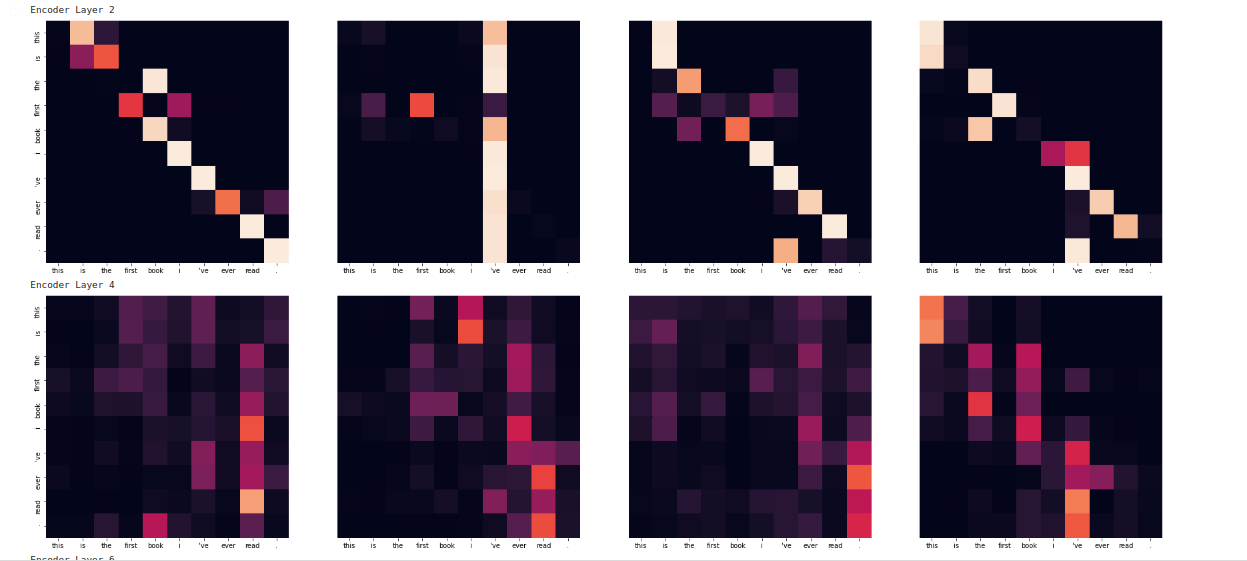 Encoder Layer 2
this
is
the
first
book
i
've
ever
read
.
this is the first book i 've ever read .
this is the first book i 've ever read .
this is the first book i 've ever read .
this is the first book i 've ever read .
Encoder Layer 4
this
is
the
first
book
i
've
ever
read
.
this is the first book i 've ever read .
this is the first book i 've ever read .
this is the first book i 've ever read .
this is the first book i 've ever read .
Encoder Layer 6